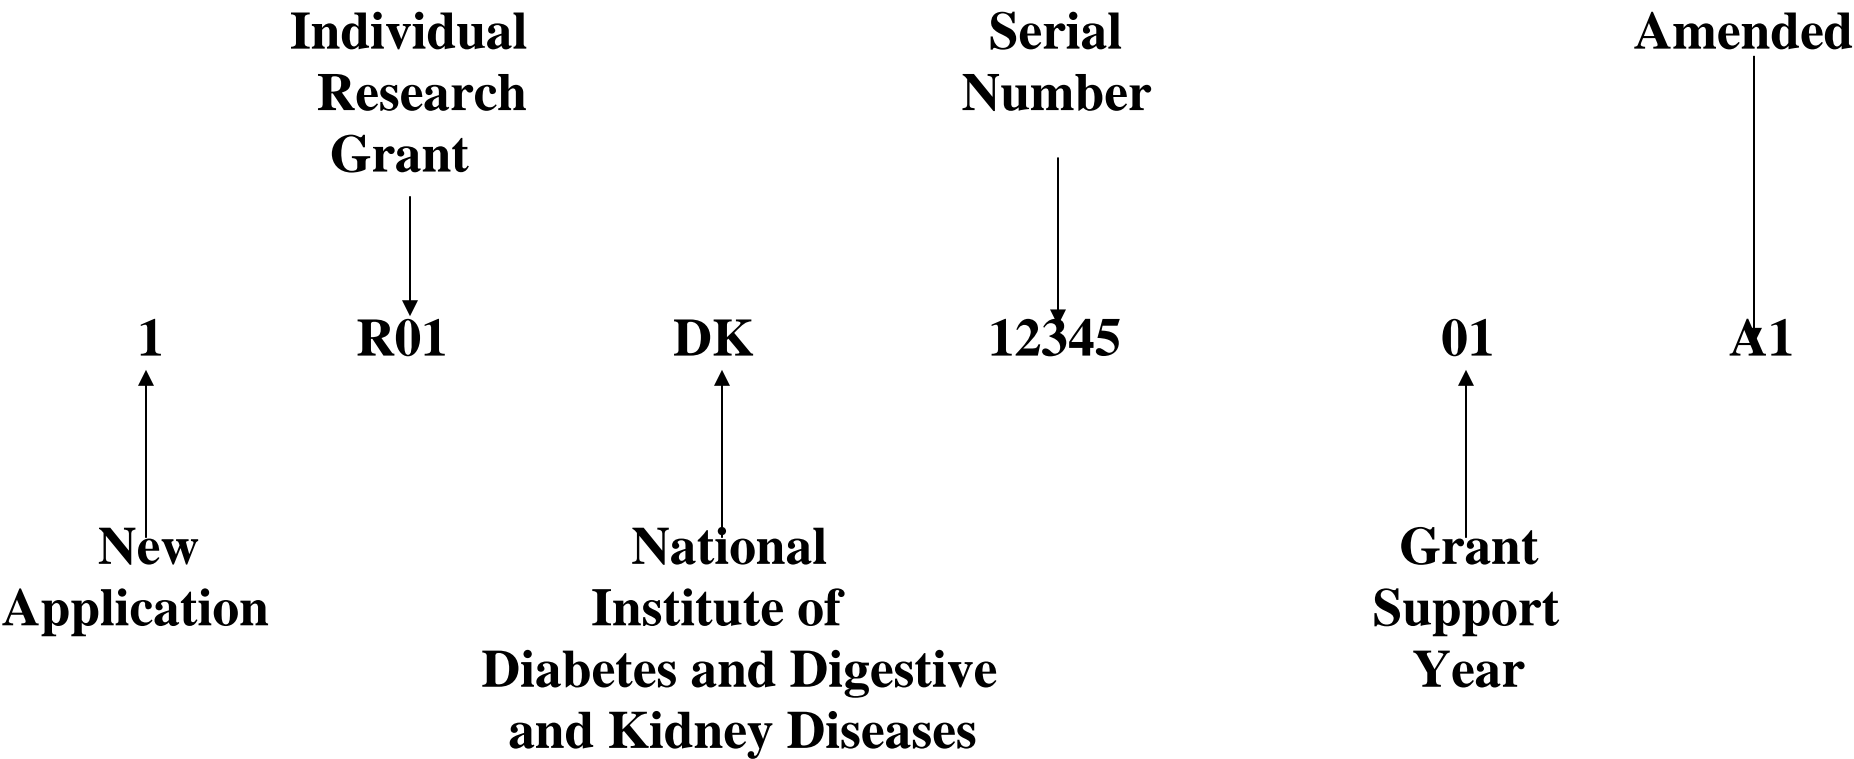 Individual
Research
Grant
Serial
Number
Amended
1 R01 DK 12345 01 A1
New
Application
National
Institute of
Diabetes and Digestive
and Kidney Diseases
Grant
Support
Year